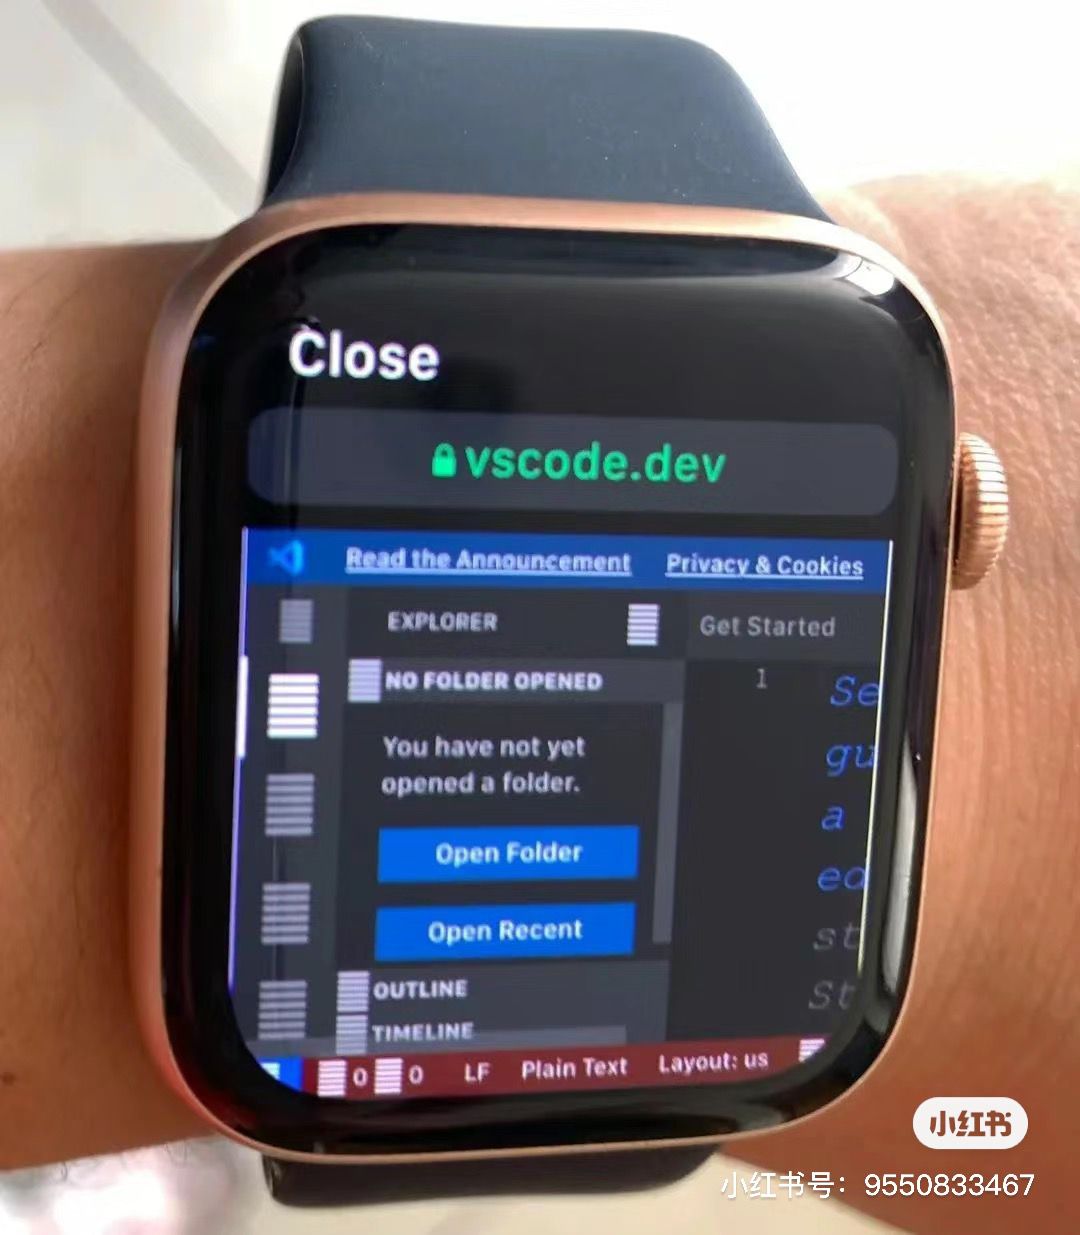 Close
vscode.dev
Read the Announcement Privacy & Cookies
EXPLORER
Get Started
NO FOLDER OPENED
1
Se
gu
You have not yet
opened a folder.
a
Open Folder
ed
Open Recent
st
OUTLINE
St
TIMELINE
0 0 LF Plain Text Layout: us
小红书
小红书号：9550833467